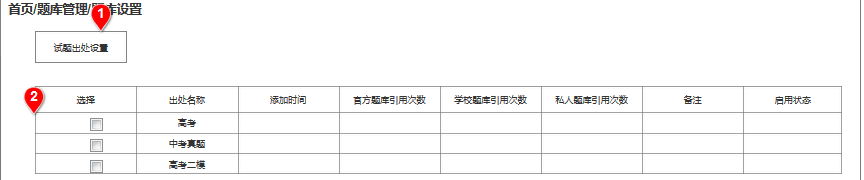 首页/题库管理/题库设置
1
试题出处设置
2
选择 出处名称 添加时间 官方题库引用次数 学校题库引用次数 私人题库引用次数 备注 启用状态
高考
中考真题
高考二模